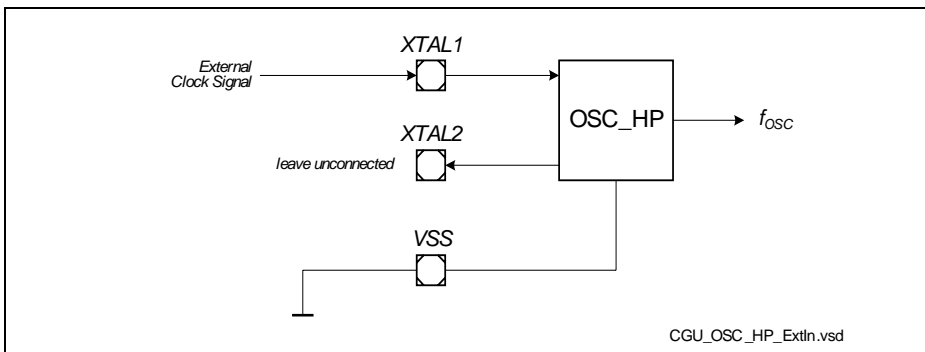 XTAL1
External
Clock Signal
OSC_HP
fOSC
XTAL2
leave unconnected
VSS
CGU_OSC_HP_ExtIn.vsd